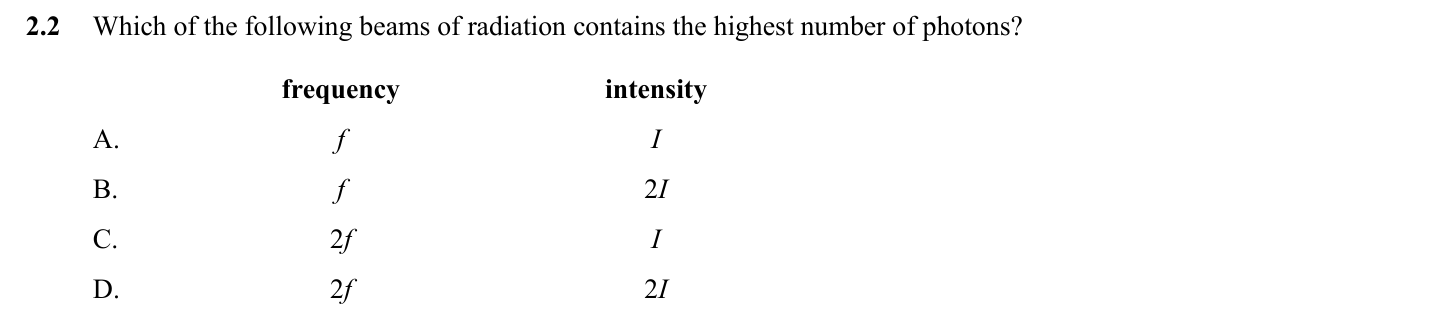 2.2 Which of the following beams of radiation contains the highest number of photons?
frequency intensity
A. f I
B. f 2I
C. 2f I
D. 2f 2I